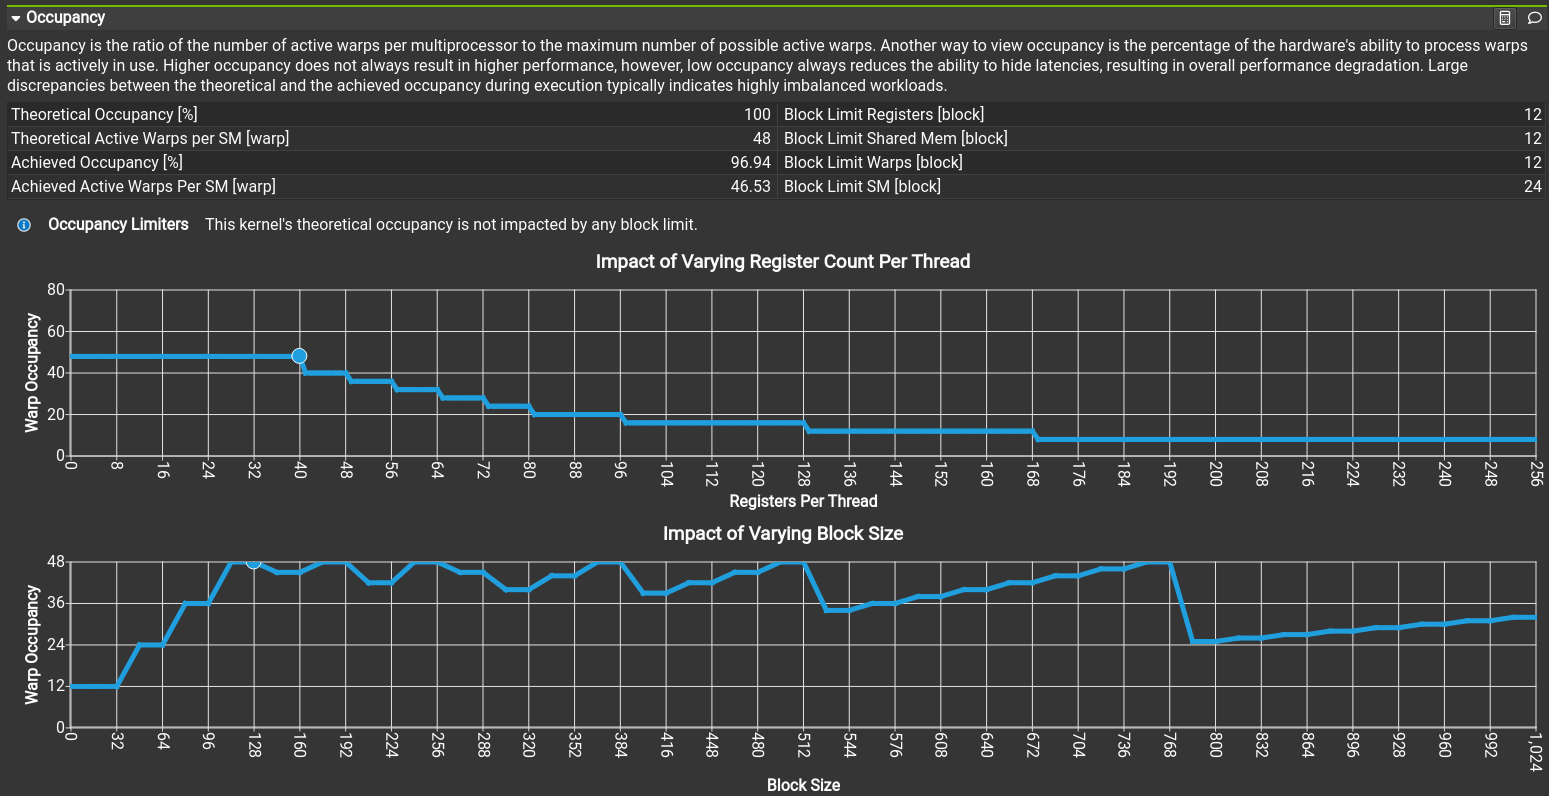 Occupancy
Occupancy is the ratio of the number of active warps per multiprocessor to the maximum number of possible active warps. Another way to view occupancy is the percentage of the hardware's ability to process warps
that is actively in use. Higher occupancy does not always result in higher performance, however, low occupancy always reduces the ability to hide latencies, resulting in overall performance degradation. Large
discrepancies between the theoretical and the achieved occupancy during execution typically indicates highly imbalanced workloads.
Theoretical Occupancy [%] 100 Block Limit Registers [block] 12
Theoretical Active Warps per SM [warp] 48 Block Limit Shared Mem [block] 12
Achieved Occupancy [%] 96.94 Block Limit Warps [block] 12
Achieved Active Warps Per SM [warp] 46.53 Block Limit SM [block] 24
Occupancy Limiters This kernel's theoretical occupancy is not impacted by any block limit.
Impact of Varying Register Count Per Thread
Warp Occupancy
80
60
40
20
0
0 8 16 24 32 40 48 56 64 72 80 88 96 104 112 120 128 136 144 152 160 168 176 184 192 200 208 216 224 232 240 248 256
Registers Per Thread
Impact of Varying Block Size
Warp Occupancy
48
36
24
12
0
0 32 64 96 128 160 192 224 256 288 320 352 384 416 448 480 512 544 576 608 640 672 704 736 768 800 832 864 896 928 960 992 1,024
Block Size